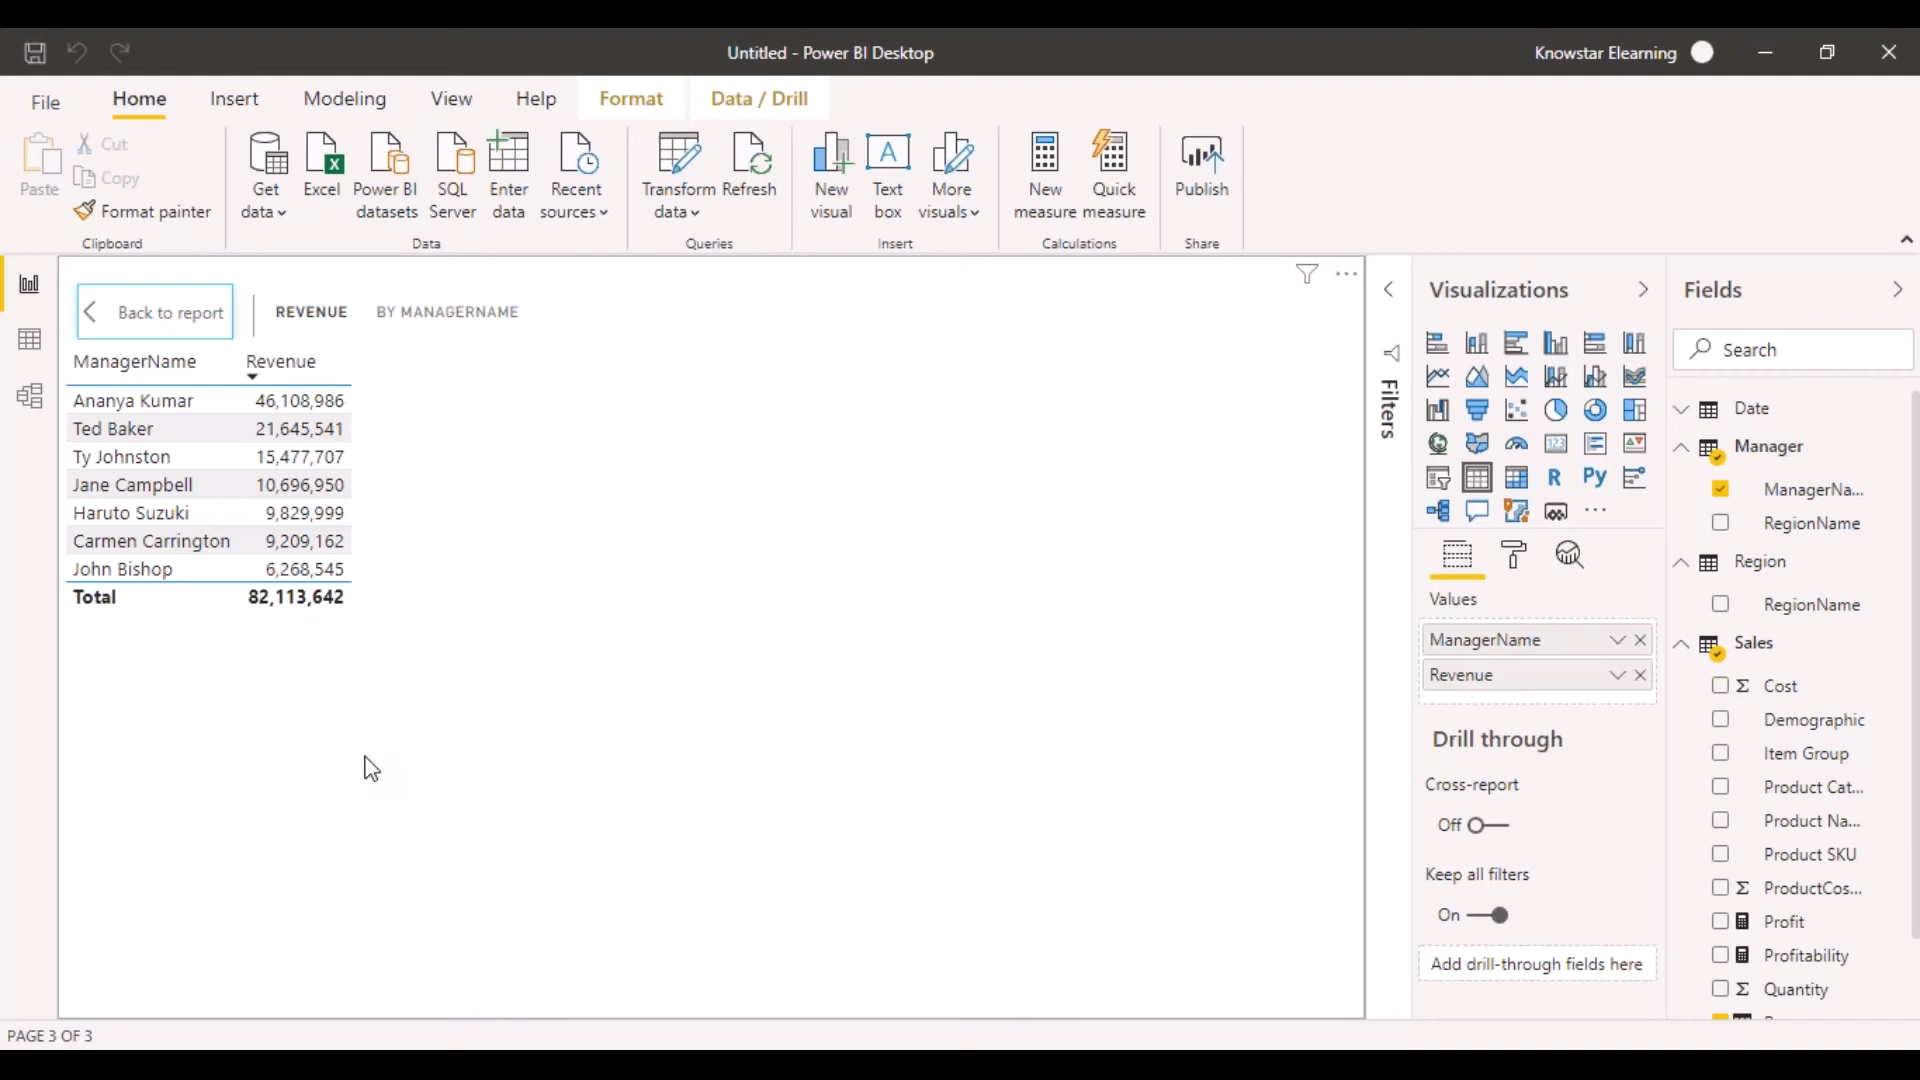 Untitled - Power BI Desktop
Knowstar Elearning
File
Home
Insert
Modeling
View
Help
Format
Data / Drill
Paste
Cut
Copy
Format painter
Clipboard
Get data
Excel
Power BI datasets
SQL Server
Enter data
Recent sources
Data
Transform data
Refresh
Queries
New visual
A
Text box
More visuals
Insert
New measure
Quick measure
Calculations
Publish
Share
Back to report
REVENUE
BY MANAGERNAME
ManagerName Revenue
Ananya Kumar 46,108,986
Ted Baker 21,645,541
Ty Johnston 15,477,707
Jane Campbell 10,696,950
Haruto Suzuki 9,829,999
Carmen Carrington 9,209,162
John Bishop 6,268,545
Total 82,113,642
Filters
Visualizations
123
R
Py
...
Values
ManagerName
Revenue
Drill through
Cross-report
Off
Keep all filters
On
Add drill-through fields here
Fields
Search
Date
Manager
ManagerNa...
RegionName
Region
RegionName
Sales
Σ Cost
Demographic
Item Group
Product Cat...
Product Na...
Product SKU
Σ ProductCos...
Profit
Profitability
Σ Quantity
PAGE 3 OF 3